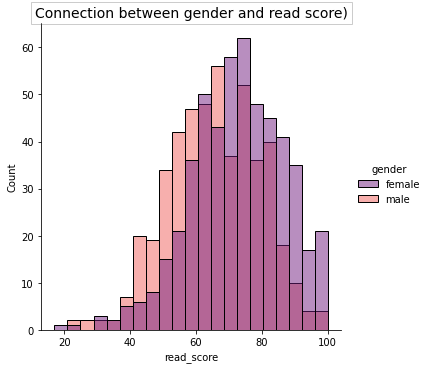 Connection between gender and read score)
60
50
40
30
20
10
0
Count
20
40
60
80
100
read_score
gender
female
male